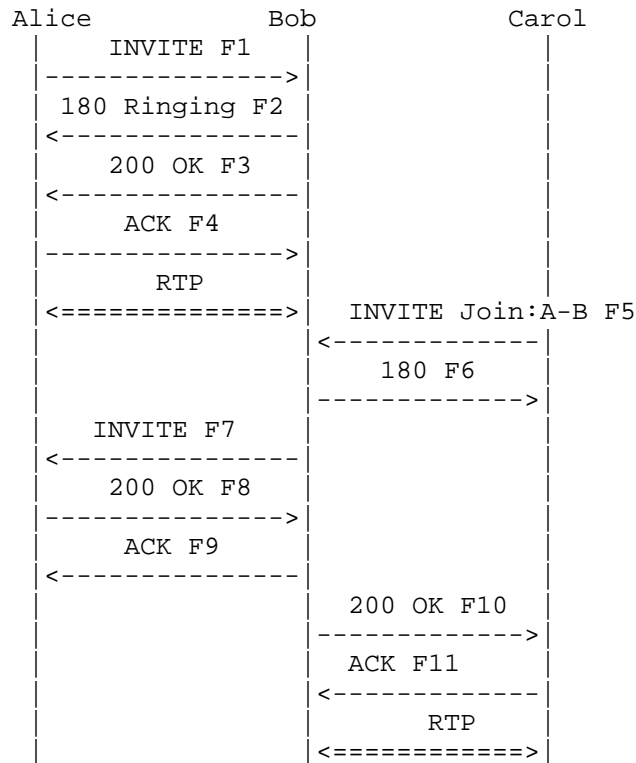 Alice Bob Carol
INVITE F1
180 Ringing F2
200 OK F3
ACK F4
RTP
INVITE Join:A-B F5
180 F6
INVITE F7
200 OK F8
ACK F9
200 OK F10
ACK F11
RTP